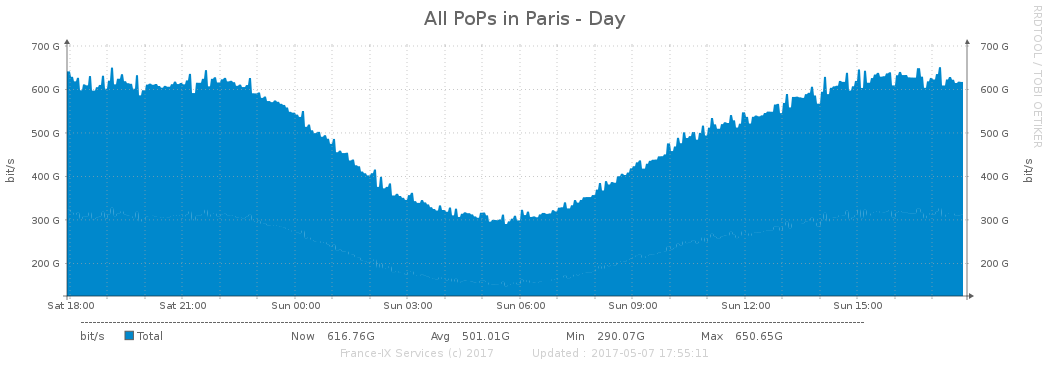 All PoPs in Paris - Day
RRDTOOL / TOBI OETIKER
700 G 700 G
600 G 600 G
500 G 500 G
400 G 400 G
300 G 300 G
200 G 200 G
bit/s bit/s
Sat 18:00 Sat 21:00 Sun 00:00 Sun 03:00 Sun 06:00 Sun 09:00 Sun 12:00 Sun 15:00
bit/s Total Now 616.76G Avg 501.01G Min 290.07G Max 650.65G
France-IX Services (c) 2017 Updated : 2017-05-07 17:55:11